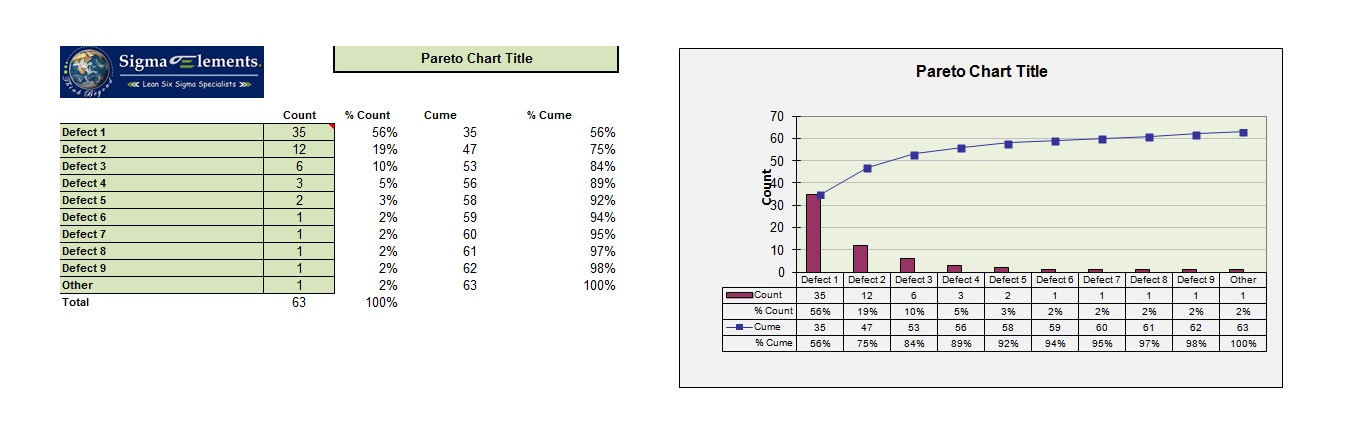 Sigma Elements.
Lean Six Sigma Specialists
Think Beyond
Pareto Chart Title
Count % Count Cume % Cume
Defect 1 35 56% 35 56%
Defect 2 12 19% 47 75%
Defect 3 6 10% 53 84%
Defect 4 3 5% 56 89%
Defect 5 2 3% 58 92%
Defect 6 1 2% 59 94%
Defect 7 1 2% 60 95%
Defect 8 1 2% 61 97%
Defect 9 1 2% 62 98%
Other 1 2% 63 100%
Total 63 100%
Pareto Chart Title
Count
70
60
50
40
30
20
10
0
Defect 1 Defect 2 Defect 3 Defect 4 Defect 5 Defect 6 Defect 7 Defect 8 Defect 9 Other
Count 35 12 6 3 2 1 1 1 1 1
% Count 56% 19% 10% 5% 3% 2% 2% 2% 2% 2%
Cume 35 47 53 56 58 59 60 61 62 63
% Cume 56% 75% 84% 89% 92% 94% 95% 97% 98% 100%